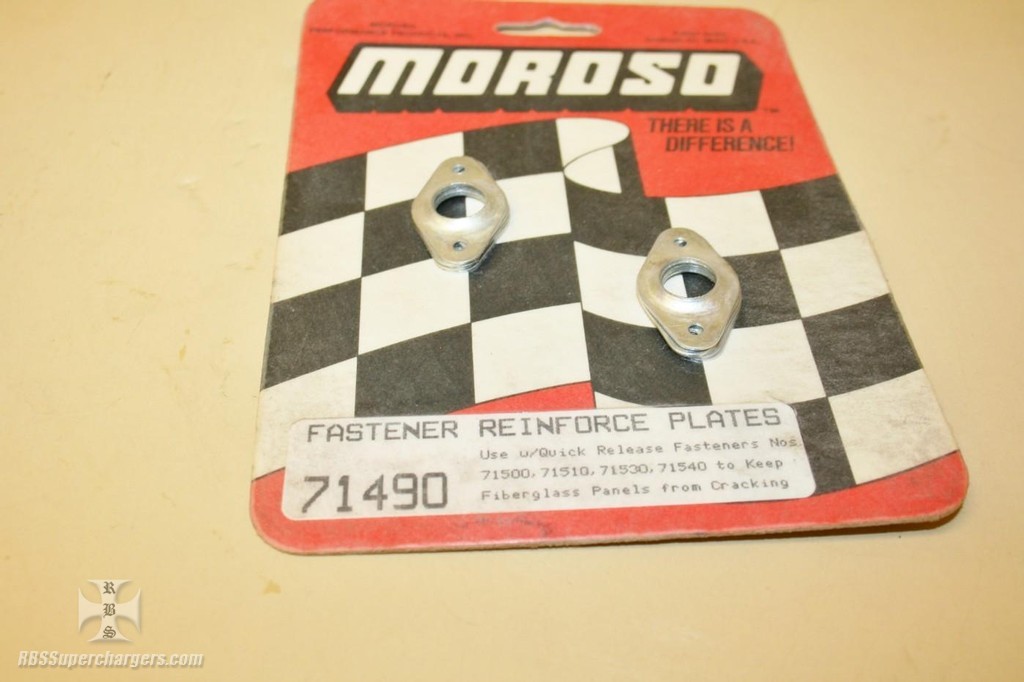 MOROSO
THERE IS A
DIFFERENCE!
FASTENER REINFORCE PLATES
71490
Use w/Quick Release Fasteners Nos
71500,71510,71530,71540 to Keep
Fiberglass Panels from Cracking
R
B
S
RBSSuperchargers.com